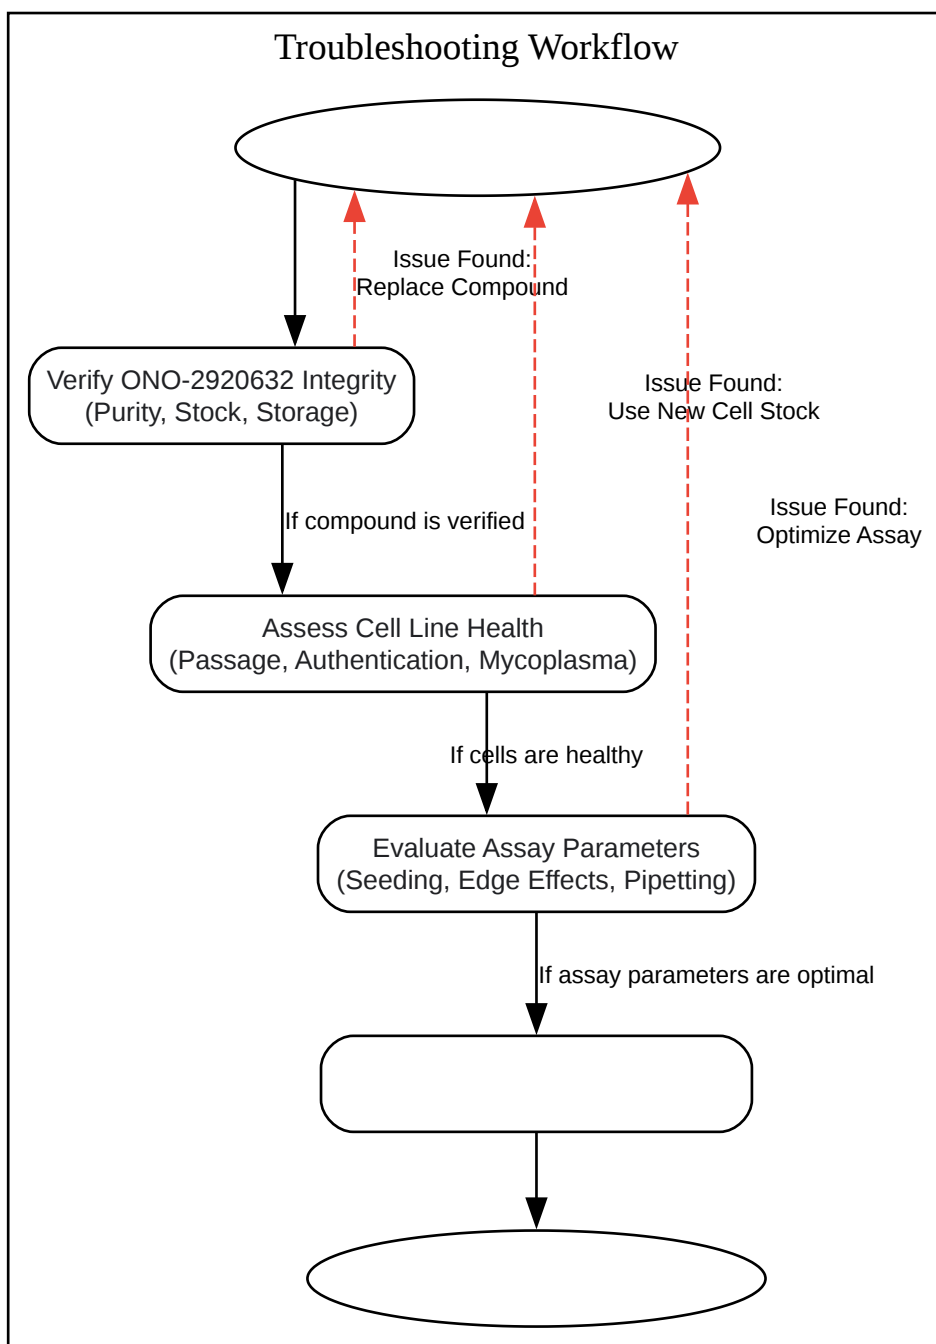 Troubleshooting Workflow
Issue Found:
Replace Compound
Verify ONO-2920632 Integrity
(Purity, Stock, Storage)
Issue Found:
Use New Cell Stock
Issue Found:
Optimize Assay
If compound is verified
Assess Cell Line Health
(Passage, Authentication, Mycoplasma)
If cells are healthy
Evaluate Assay Parameters
(Seeding, Edge Effects, Pipetting)
If assay parameters are optimal